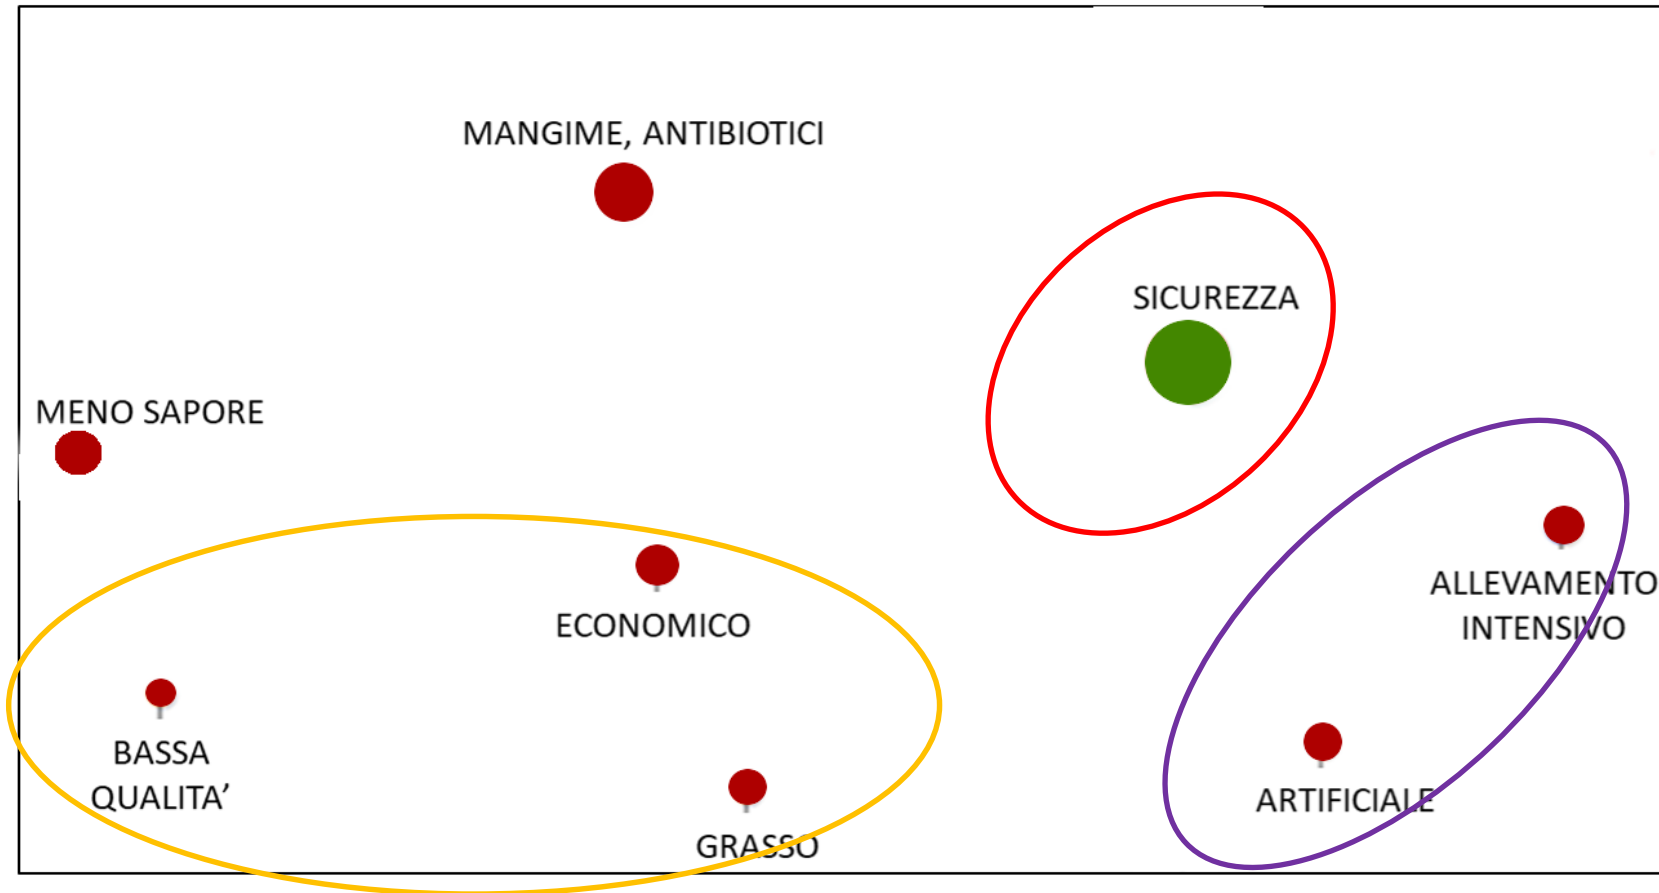 MANGIME, ANTIBIOTICI
SICUREZZA
MENO SAPORE
ALLEVAMENTO
INTENSIVO
ECONOMICO
BASSA
QUALITA’
ARTIFICIALE
GRASSO